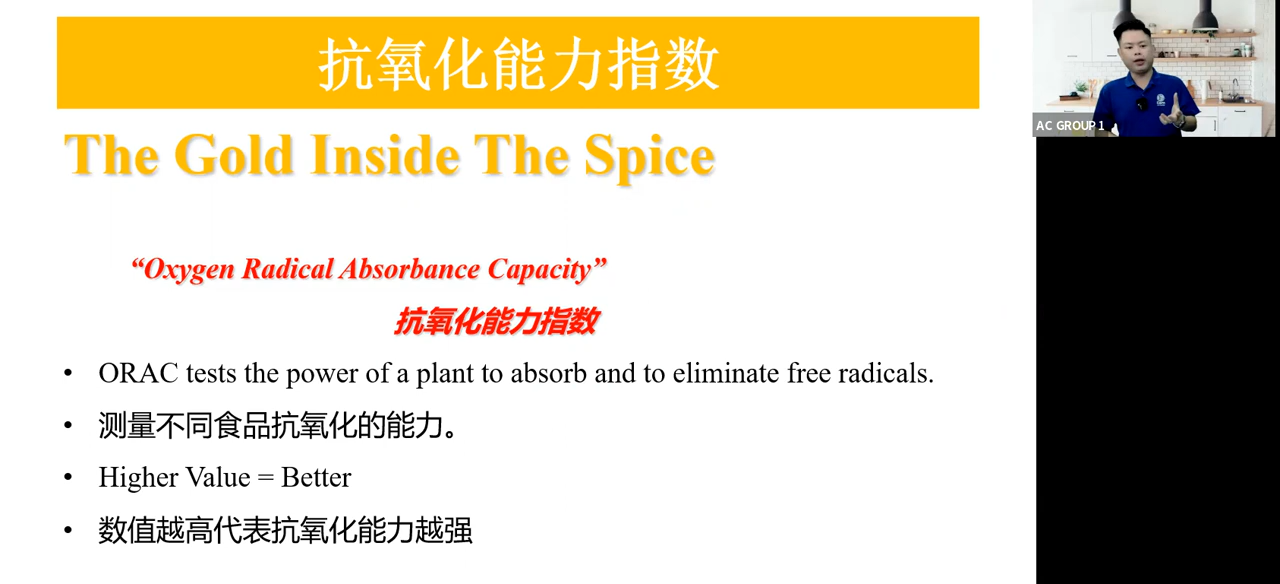 抗氧化能力指数
The Gold Inside The Spice
“Oxygen Radical Absorbance Capacity”
抗氧化能力指数
• ORAC tests the power of a plant to absorb and to eliminate free radicals.
• 测量不同食品抗氧化的能力。
• Higher Value = Better
• 数值越高代表抗氧化能力越强
AC GROUP 1